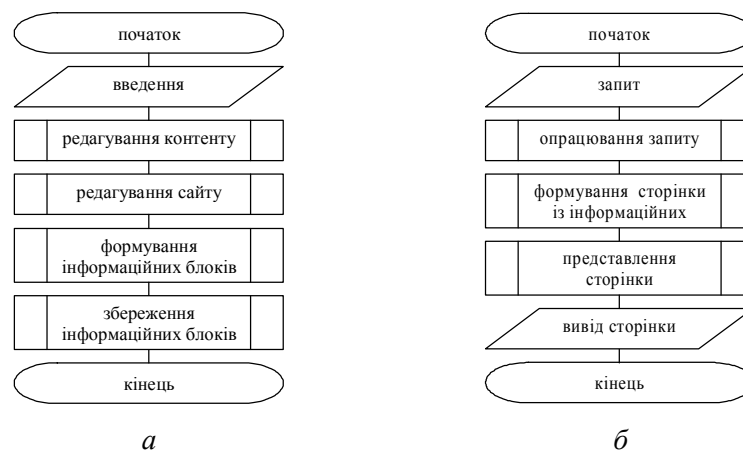 початок
введення
редагування контенту
редагування сайту
формування
інформаційних блоків
збереження
інформаційних блоків
кінець
а
початок
запит
опрацювання запиту
формування сторінки
із інформаційних
представлення
сторінки
вивід сторінки
кінець
б